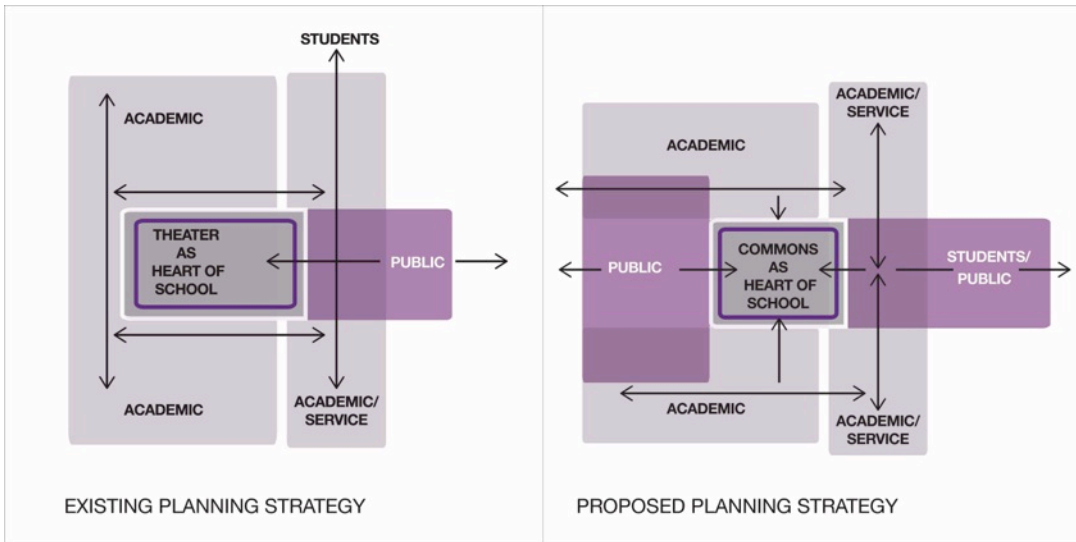 STUDENTS
ACADEMIC
THEATER
AS
HEART OF
SCHOOL
PUBLIC
ACADEMIC
ACADEMIC/
SERVICE
EXISTING PLANNING STRATEGY
ACADEMIC/
SERVICE
ACADEMIC
PUBLIC
COMMONS
AS
HEART OF
SCHOOL
STUDENTS/
PUBLIC
ACADEMIC
ACADEMIC/
SERVICE
PROPOSED PLANNING STRATEGY